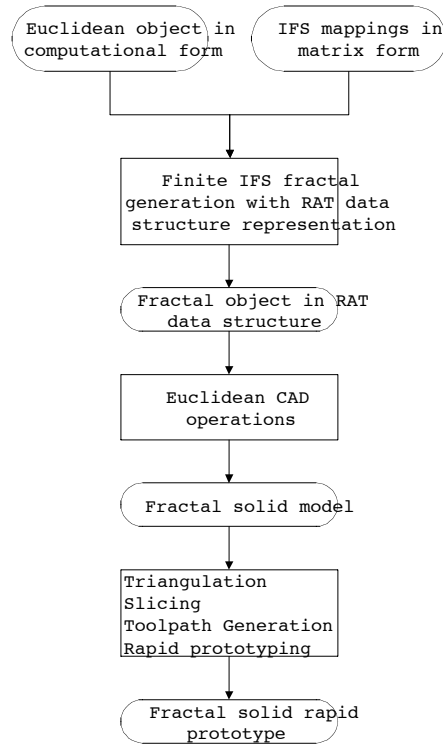 Euclidean object in
computational form
IFS mappings in
matrix form
Finite IFS fractal
generation with RAT data
structure representation
Fractal object in RAT
data structure
Euclidean CAD
operations
Fractal solid model
Triangulation
Slicing
Toolpath Generation
Rapid prototyping
Fractal solid rapid
prototype